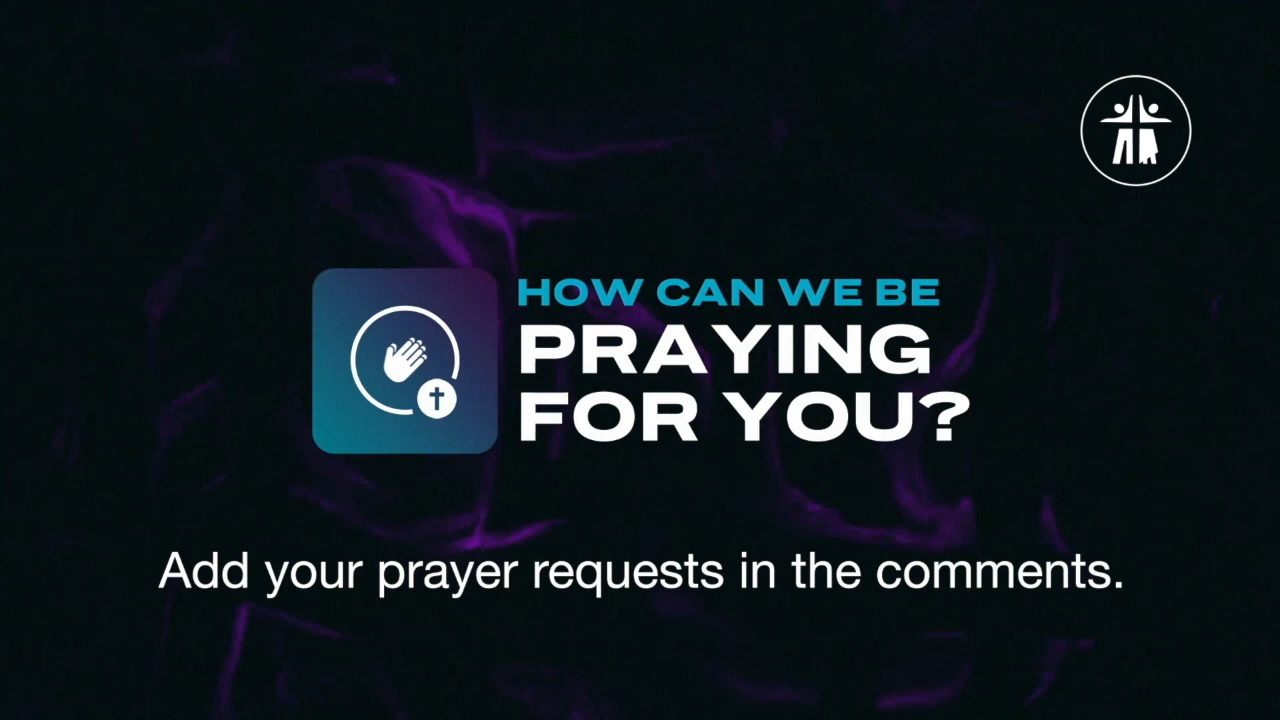 HOW CAN WE BE
PRAYING
FOR YOU?
Add your prayer requests in the comments.